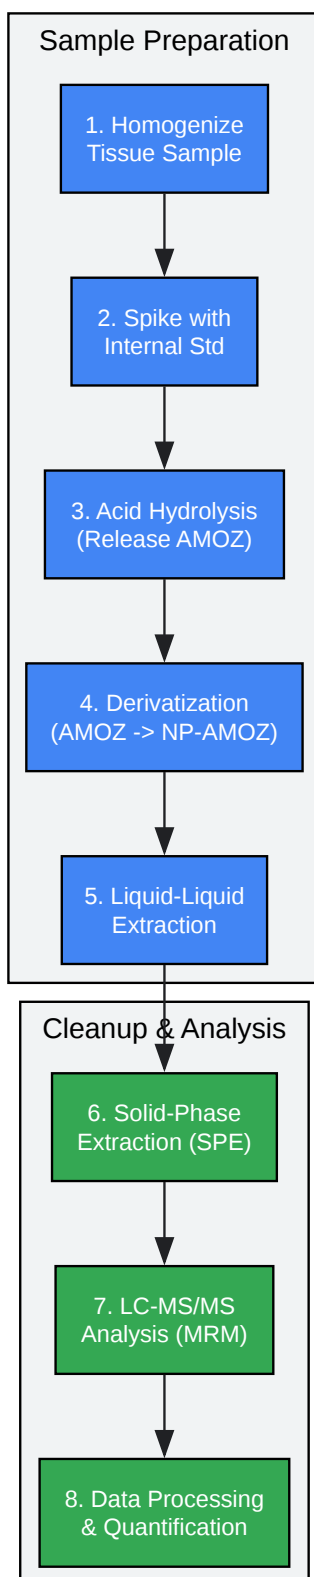 Sample Preparation
1. Homogenize
Tissue Sample
2. Spike with
Internal Std
3. Acid Hydrolysis
(Release AMOZ)
4. Derivatization
(AMOZ -> NP-AMOZ)
5. Liquid-Liquid
Extraction
Cleanup & Analysis
6. Solid-Phase
Extraction (SPE)
7. LC-MS/MS
Analysis (MRM)
8. Data Processing
& Quantification